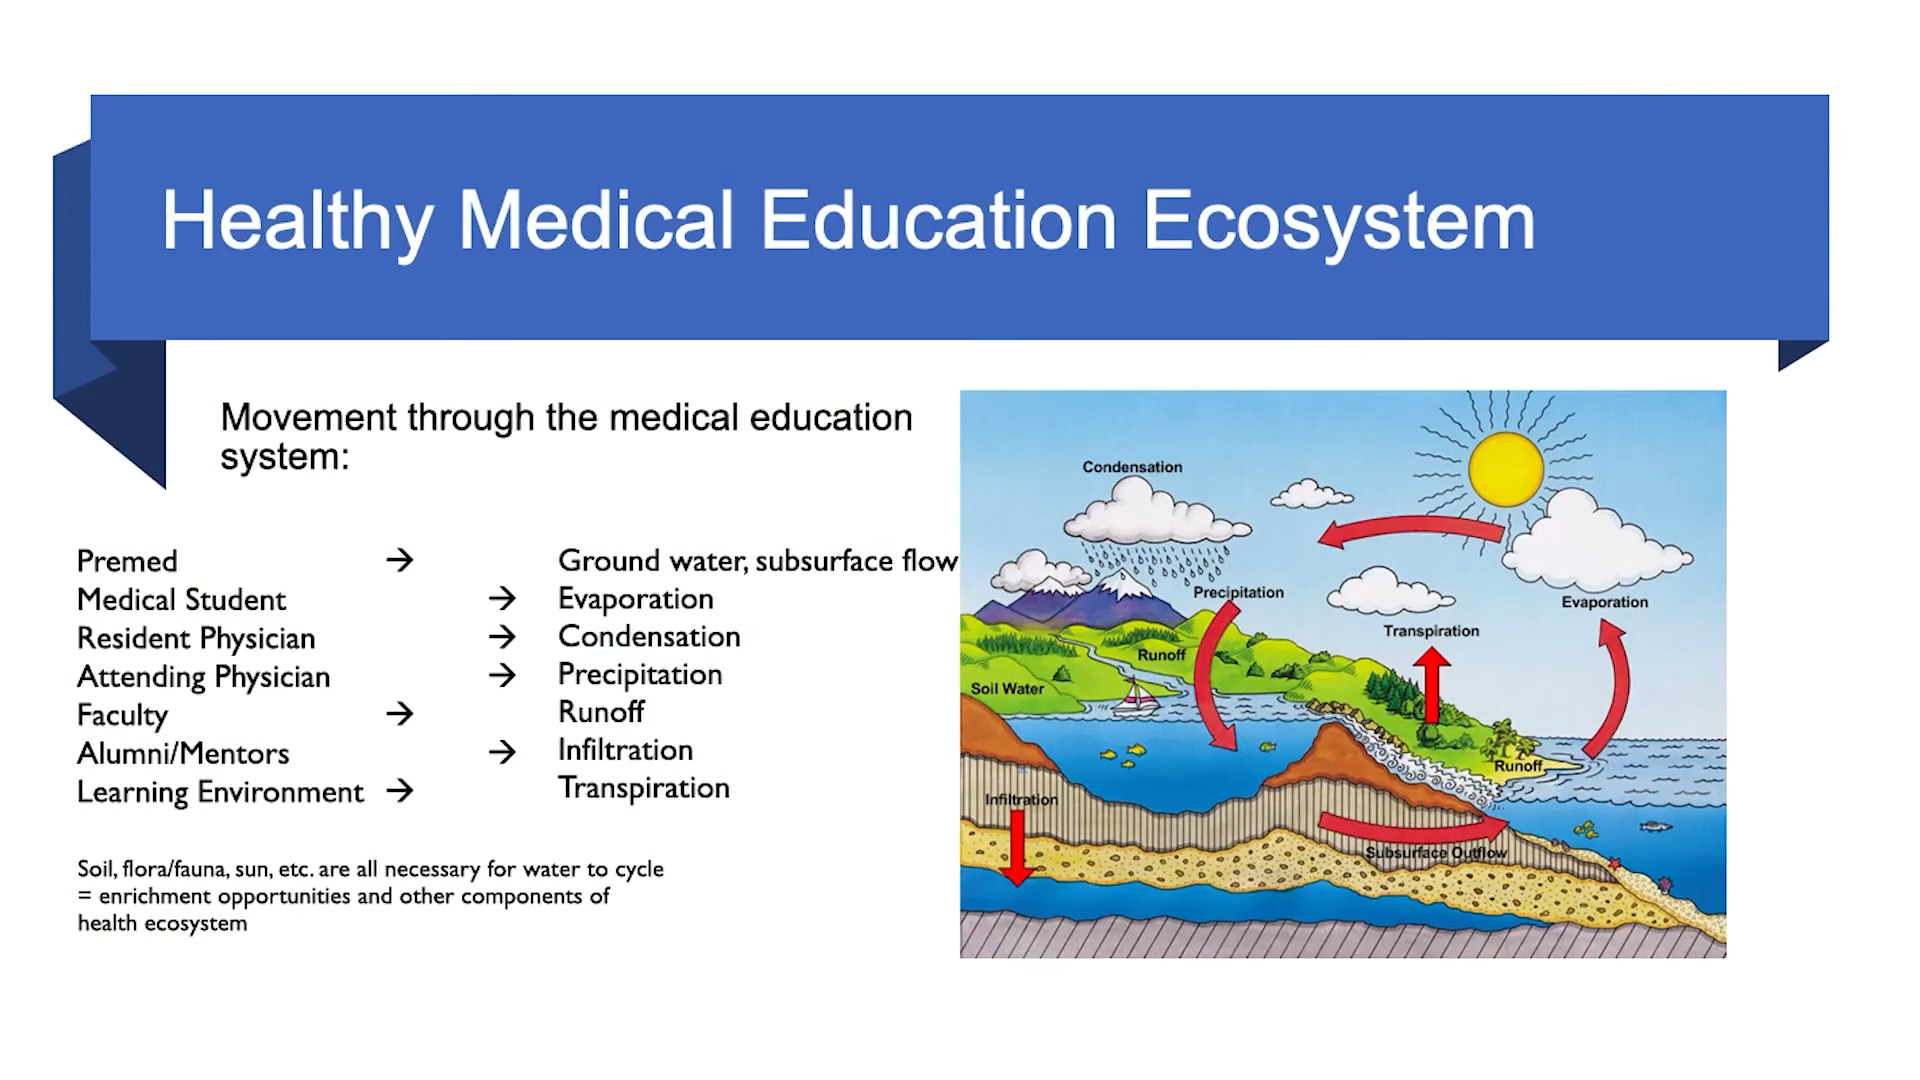 Healthy Medical Education Ecosystem
Movement through the medical education
system:
Premed → Ground water, subsurface flow
Medical Student → Evaporation
Resident Physician → Condensation
Attending Physician → Precipitation
Faculty → Runoff
Alumni/Mentors → Infiltration
Learning Environment → Transpiration
Soil, flora/fauna, sun, etc. are all necessary for water to cycle
= enrichment opportunities and other components of
health ecosystem
Condensation
Precipitation
Evaporation
Transpiration
Runoff
Soil Water
Runoff
Infiltration
Subsurface Outflow